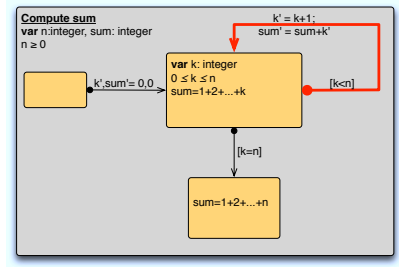 Compute sum
var n:integer, sum: integer
n ≥ 0
k' = k+1;
sum' = sum+k'
var k: integer
0 ≤ k ≤ n
sum=1+2+...+k
k',sum'= 0,0
[k<n]
[k=n]
sum=1+2+...+n